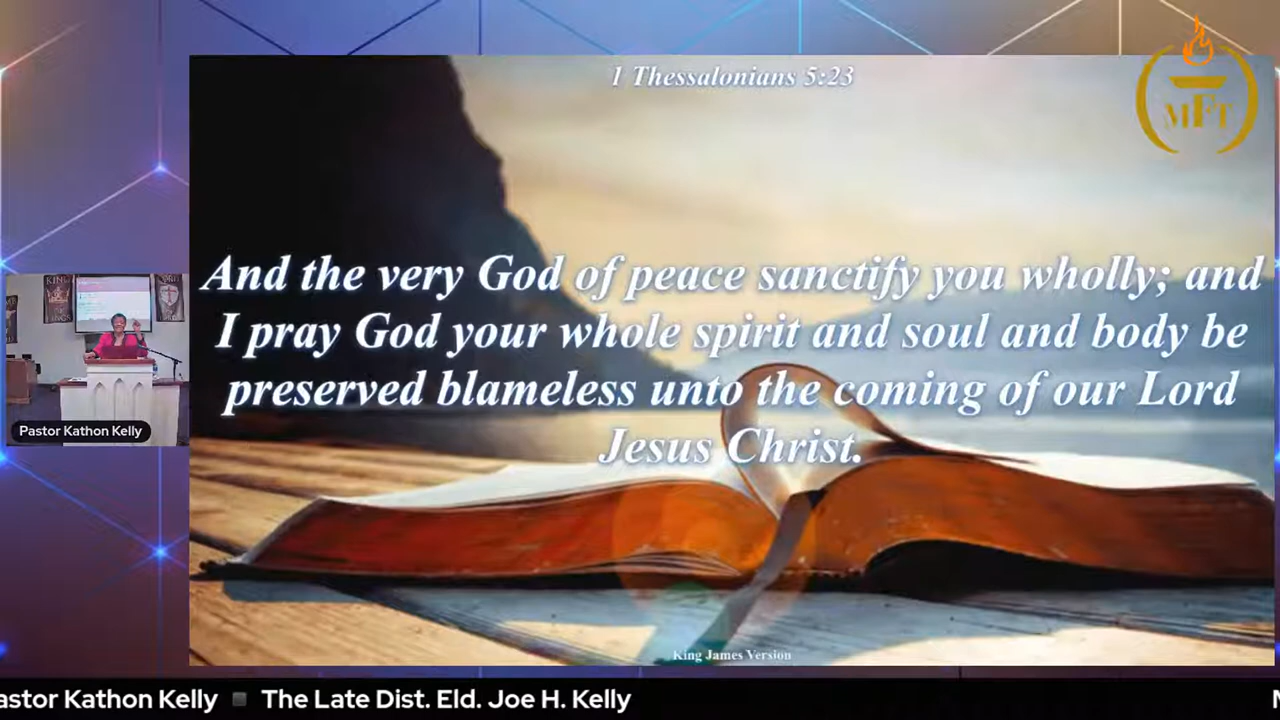 1 Thessalonians 5:23
MFT
And the very God of peace sanctify you wholly; and
I pray God your whole spirit and soul and body be
preserved blameless unto the coming of our Lord
Jesus Christ.
Pastor Kathon Kelly
King James Version
astor Kathon Kelly ▪ The Late Dist. Eld. Joe H. Kelly